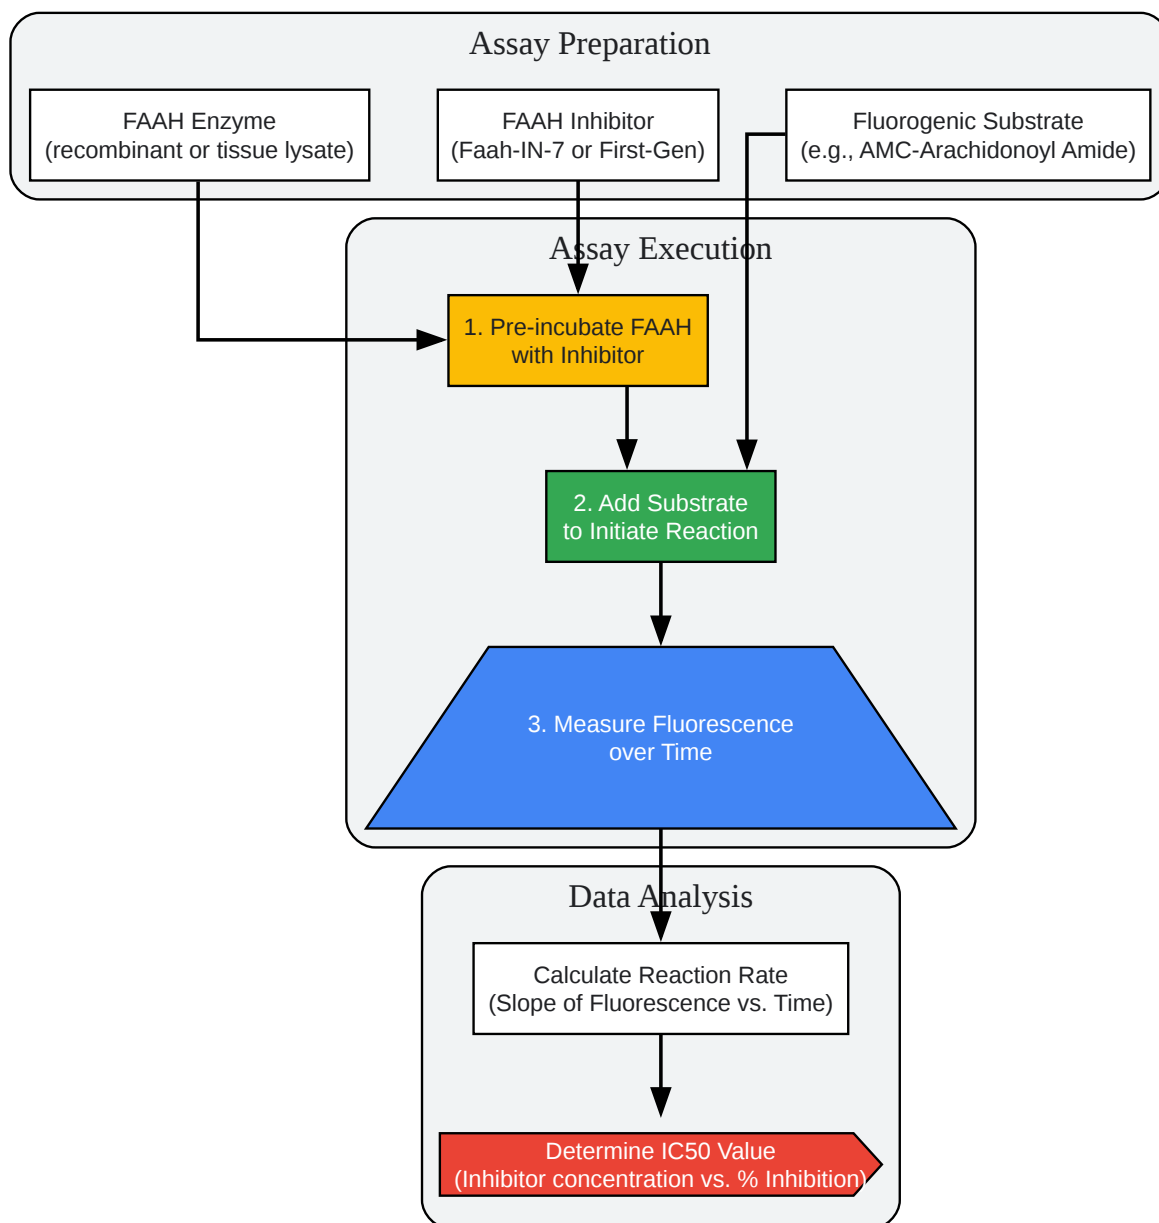 Assay Preparation
FAAH Enzyme
(recombinant or tissue lysate)
FAAH Inhibitor
(Faah-IN-7 or First-Gen)
Fluorogenic Substrate
(e.g., AMC-Arachidonoyl Amide)
Assay Execution
1. Pre-incubate FAAH
with Inhibitor
2. Add Substrate
to Initiate Reaction
3. Measure Fluorescence
over Time
Data Analysis
Calculate Reaction Rate
(Slope of Fluorescence vs. Time)
Determine IC50 Value
(Inhibitor concentration vs. % Inhibition)